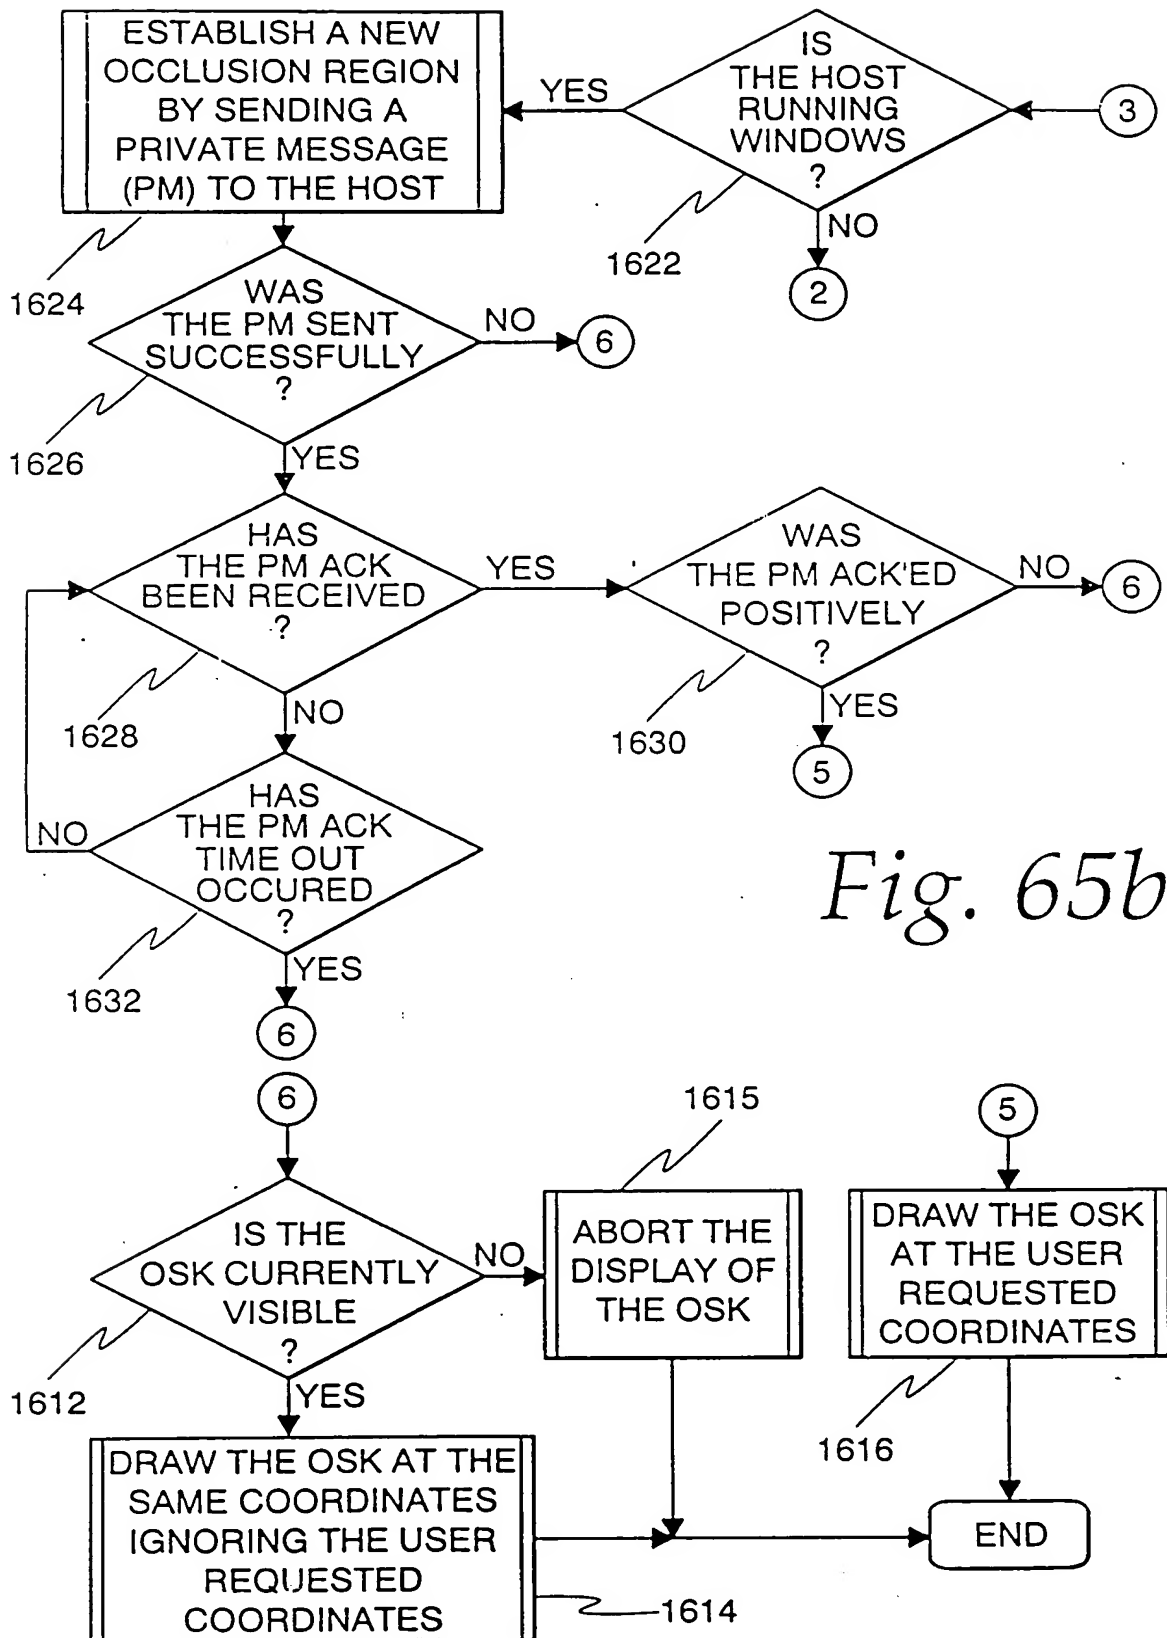 ESTABLISH A NEW
OCCLUSION REGION
BY SENDING A
PRIVATE MESSAGE
(PM) TO THE HOST
1624
YES
IS
THE HOST
RUNNING
WINDOWS
?
1622
3
NO
2
WAS
THE PM SENT
SUCCESSFULLY
?
1626
NO
6
YES
HAS
THE PM ACK
BEEN RECEIVED
?
1628
YES
WAS
THE PM ACK'ED
POSITIVELY
?
1630
NO
6
YES
5
NO
HAS
THE PM ACK
TIME OUT
OCCURED
?
1632
NO
YES
6
Fig. 65b
6
IS THE
OSK CURRENTLY
VISIBLE
?
1612
NO
1615
ABORT THE
DISPLAY OF
THE OSK
5
DRAW THE OSK
AT THE USER
REQUESTED
COORDINATES
1616
YES
DRAW THE OSK AT THE
SAME COORDINATES
IGNORING THE USER
REQUESTED
COORDINATES
1614
END